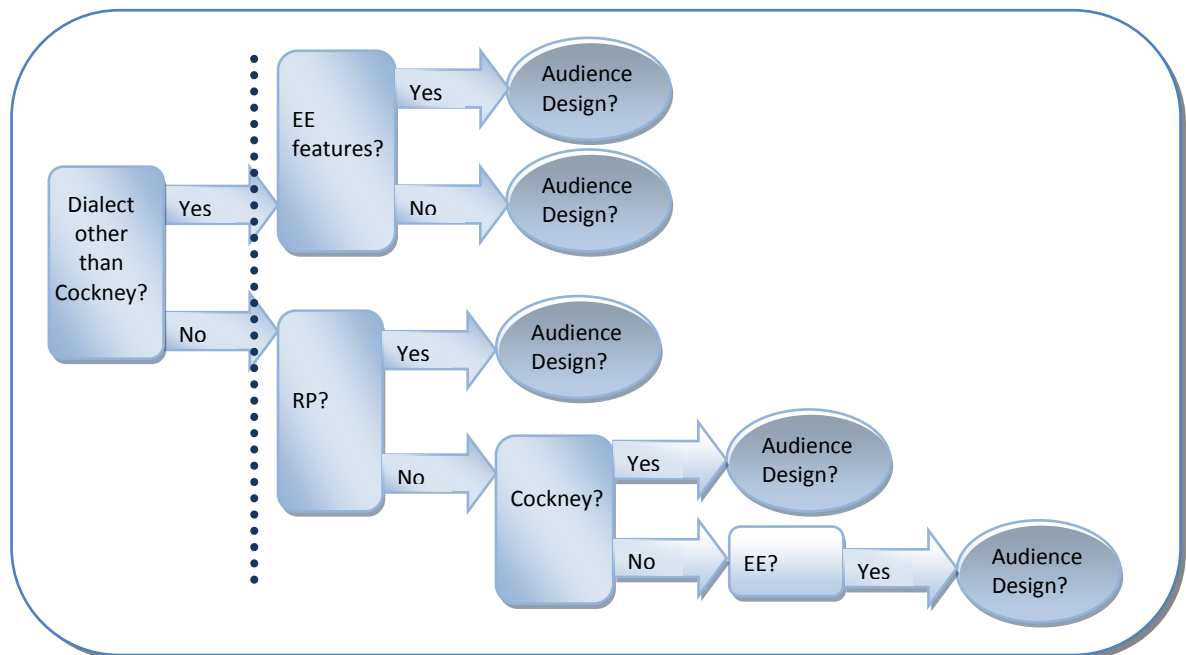 Dialect
other
than
Cockney?
Yes
No
EE
features?
Yes
No
Audience
Design?
Audience
Design?
RP?
Yes
No
Audience
Design?
Cockney?
Yes
No
Audience
Design?
EE?
Yes
Audience
Design?